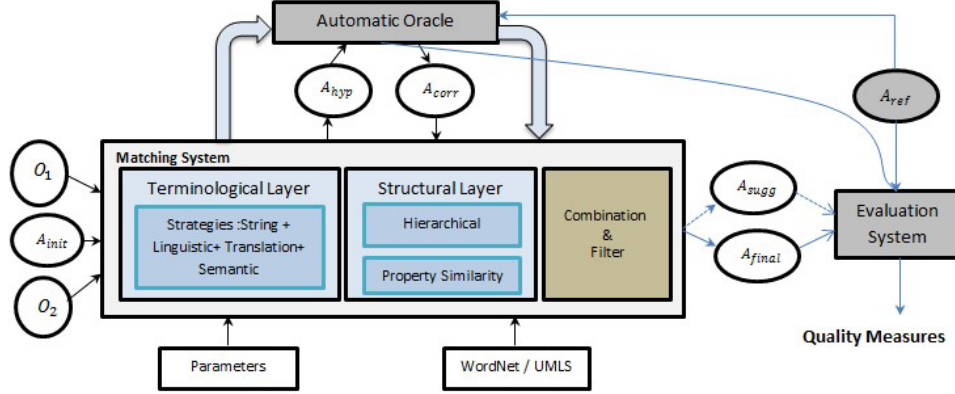 Automatic Oracle
A_hyp
A_corr
A_ref
Matching System
O_1
A_init
O_2
Terminological Layer
Strategies :String +
Linguistic+ Translation+
Semantic
Structural Layer
Hierarchical
Property Similarity
Combination
&
Filter
A_sugg
A_final
Evaluation
System
Quality Measures
Parameters
WordNet / UMLS